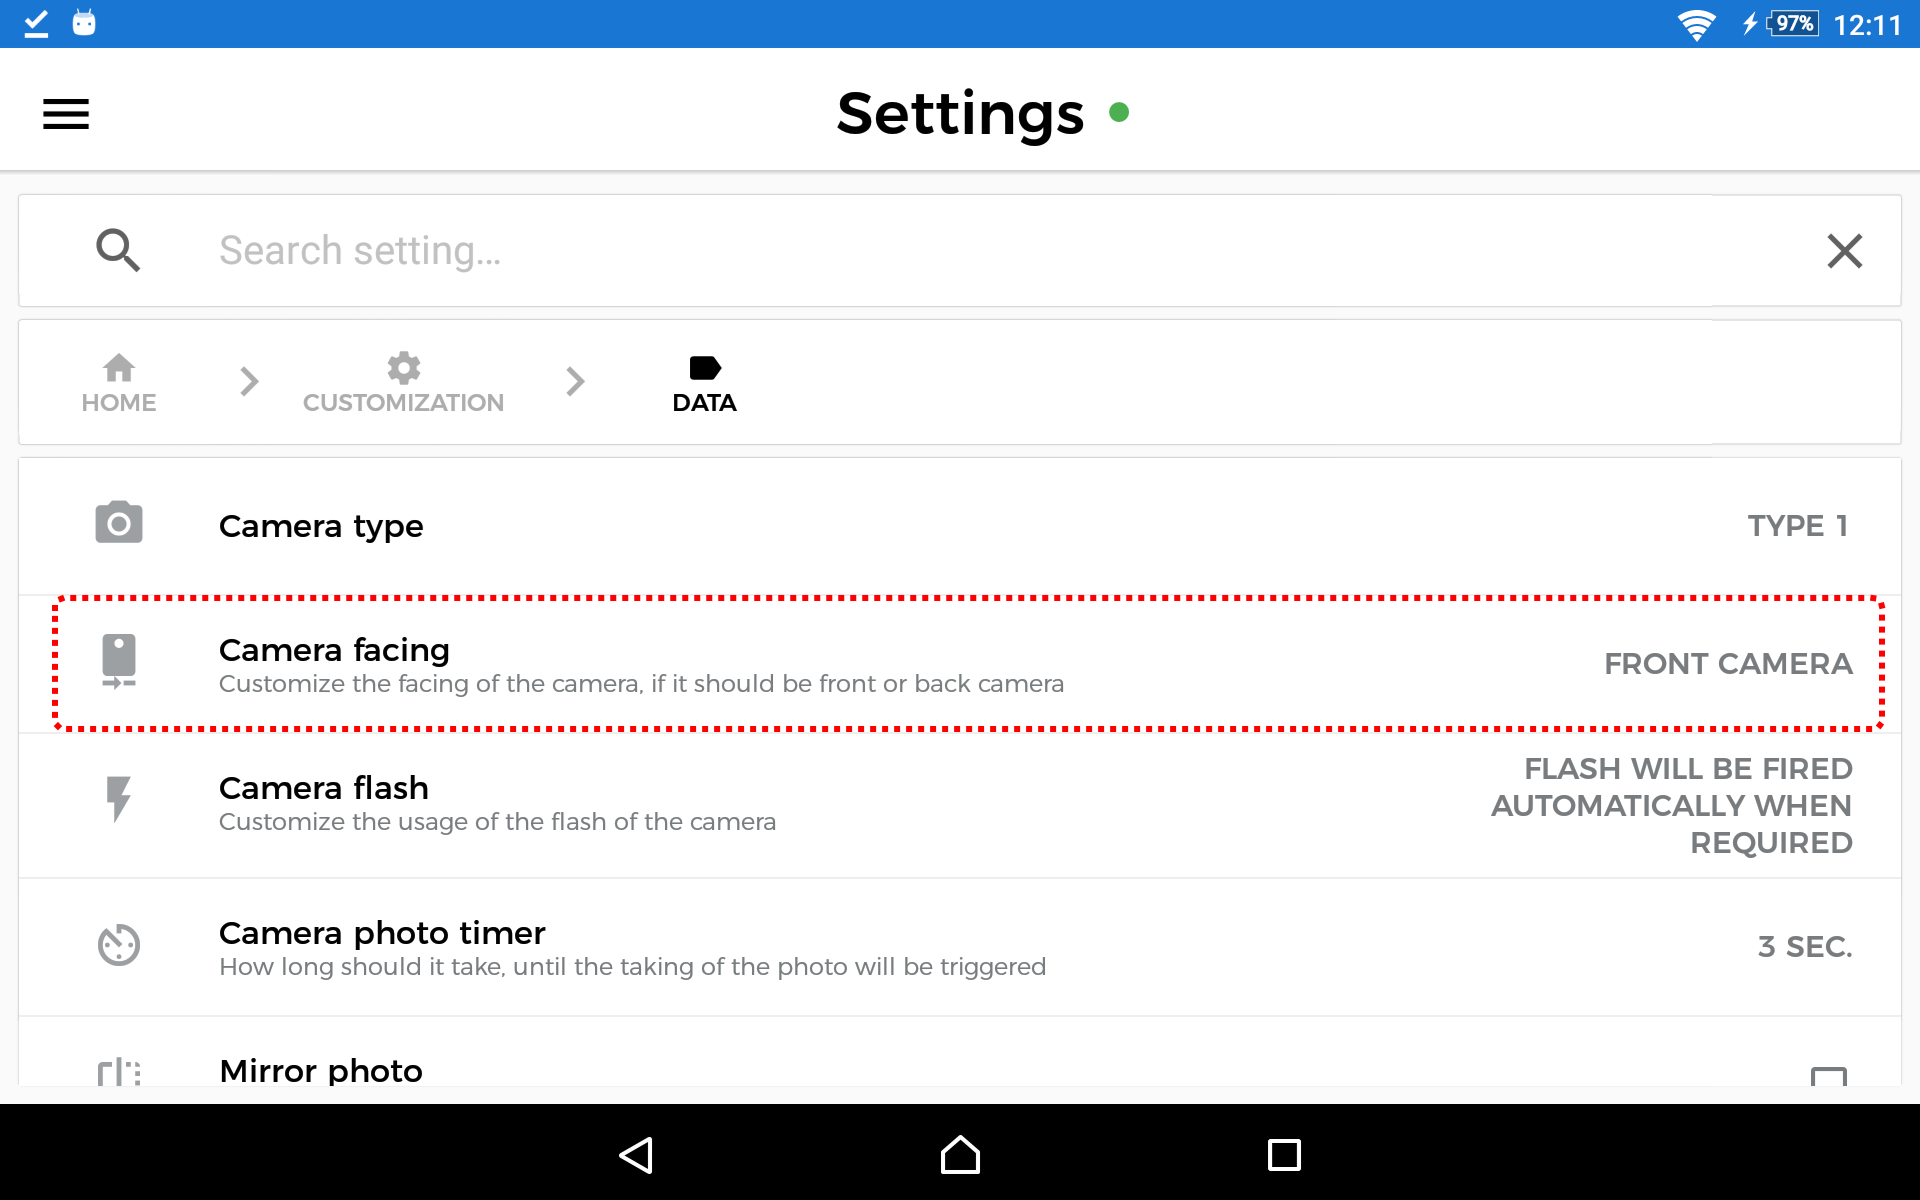 97% 12:11
Settings
Search setting...
HOME CUSTOMIZATION DATA
Camera type TYPE 1
Camera facing
Customize the facing of the camera, if it should be front or back camera
FRONT CAMERA
Camera flash
Customize the usage of the flash of the camera
FLASH WILL BE FIRED
AUTOMATICALLY WHEN
REQUIRED
Camera photo timer
How long should it take, until the taking of the photo will be triggered
3 SEC.
Mirror photo